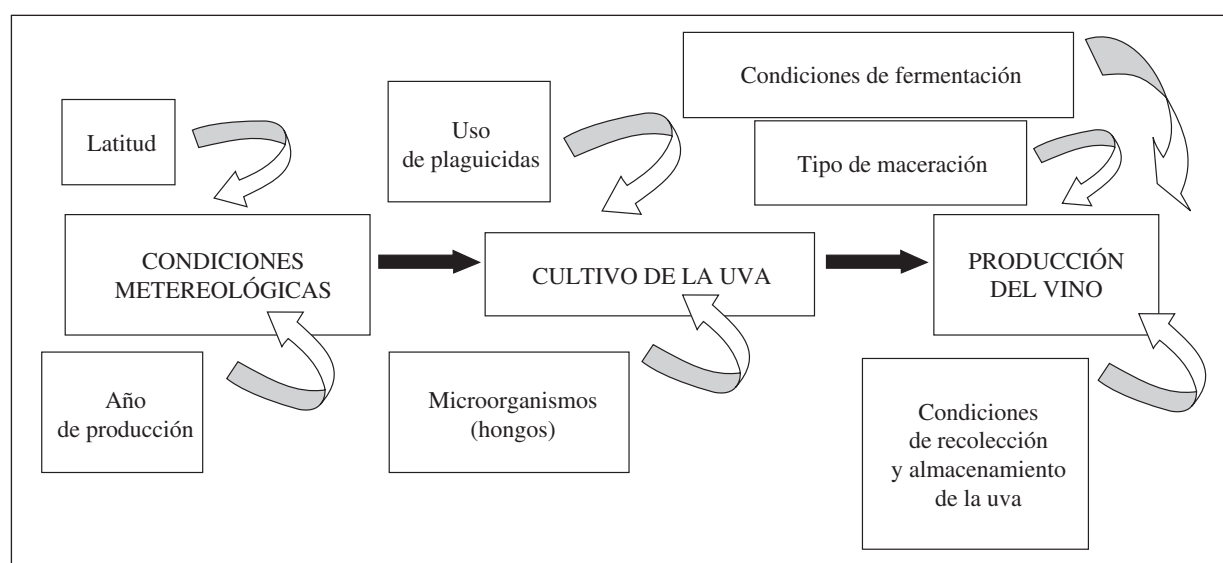 Condiciones de fermentación
Latitud
Uso
de plaguicidas
Tipo de maceración
CONDICIONES
METEREOLÓGICAS
CULTIVO DE LA UVA
PRODUCCIÓN
DEL VINO
Año
de producción
Microorganismos
(hongos)
Condiciones
de recolección
y almacenamiento
de la uva